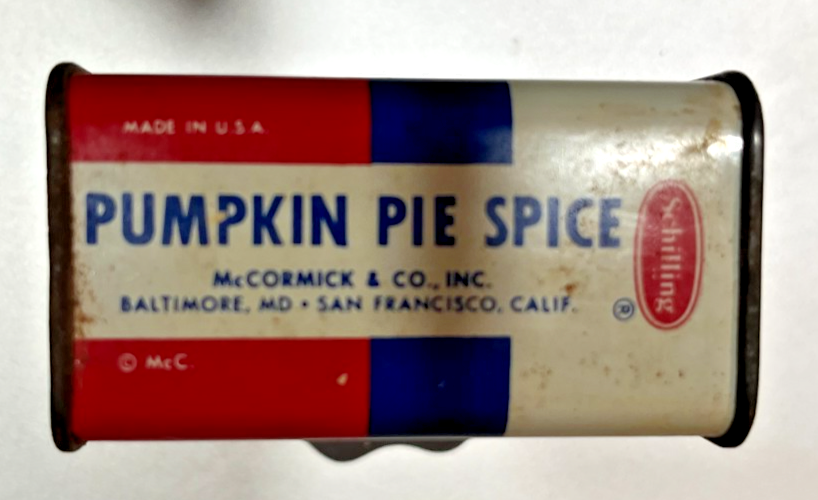 MADE IN U.S.A.
PUMPKIN PIE SPICE
Schilling
McCORMICK & CO., INC.
BALTIMORE, MD • SAN FRANCISCO, CALIF.
®
© McC.